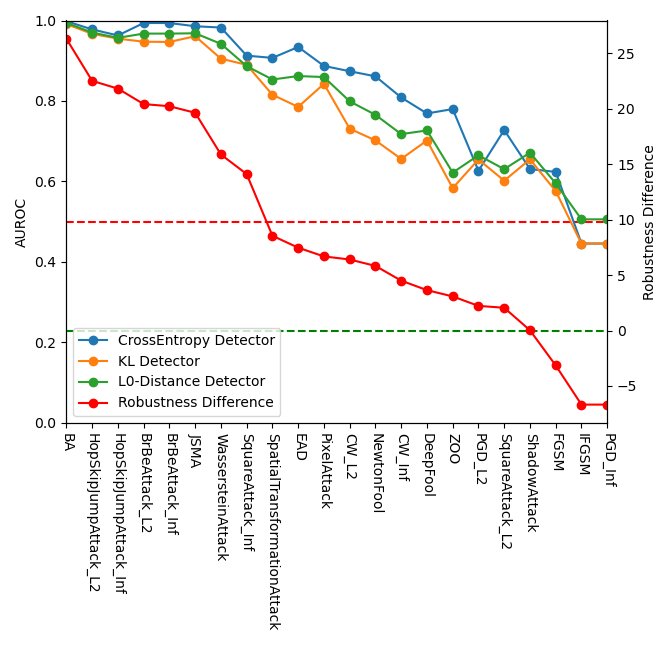 1.0
0.8
0.6
0.4
0.2
0.0
AUROC
25
20
15
10
5
0
−5
Robustness Difference
CrossEntropy Detector
KL Detector
L0-Distance Detector
Robustness Difference
BA
HopSkipJumpAttack_L2
HopSkipJumpAttack_Inf
BrBeAttack_L2
BrBeAttack_Inf
JSMA
WassersteinAttack
SquareAttack_Inf
SpatialTransformationAttack
EAD
PixelAttack
CW_L2
NewtonFool
CW_Inf
DeepFool
ZOO
PGD_L2
SquareAttack_L2
ShadowAttack
FGSM
IFGSM
PGD_Inf